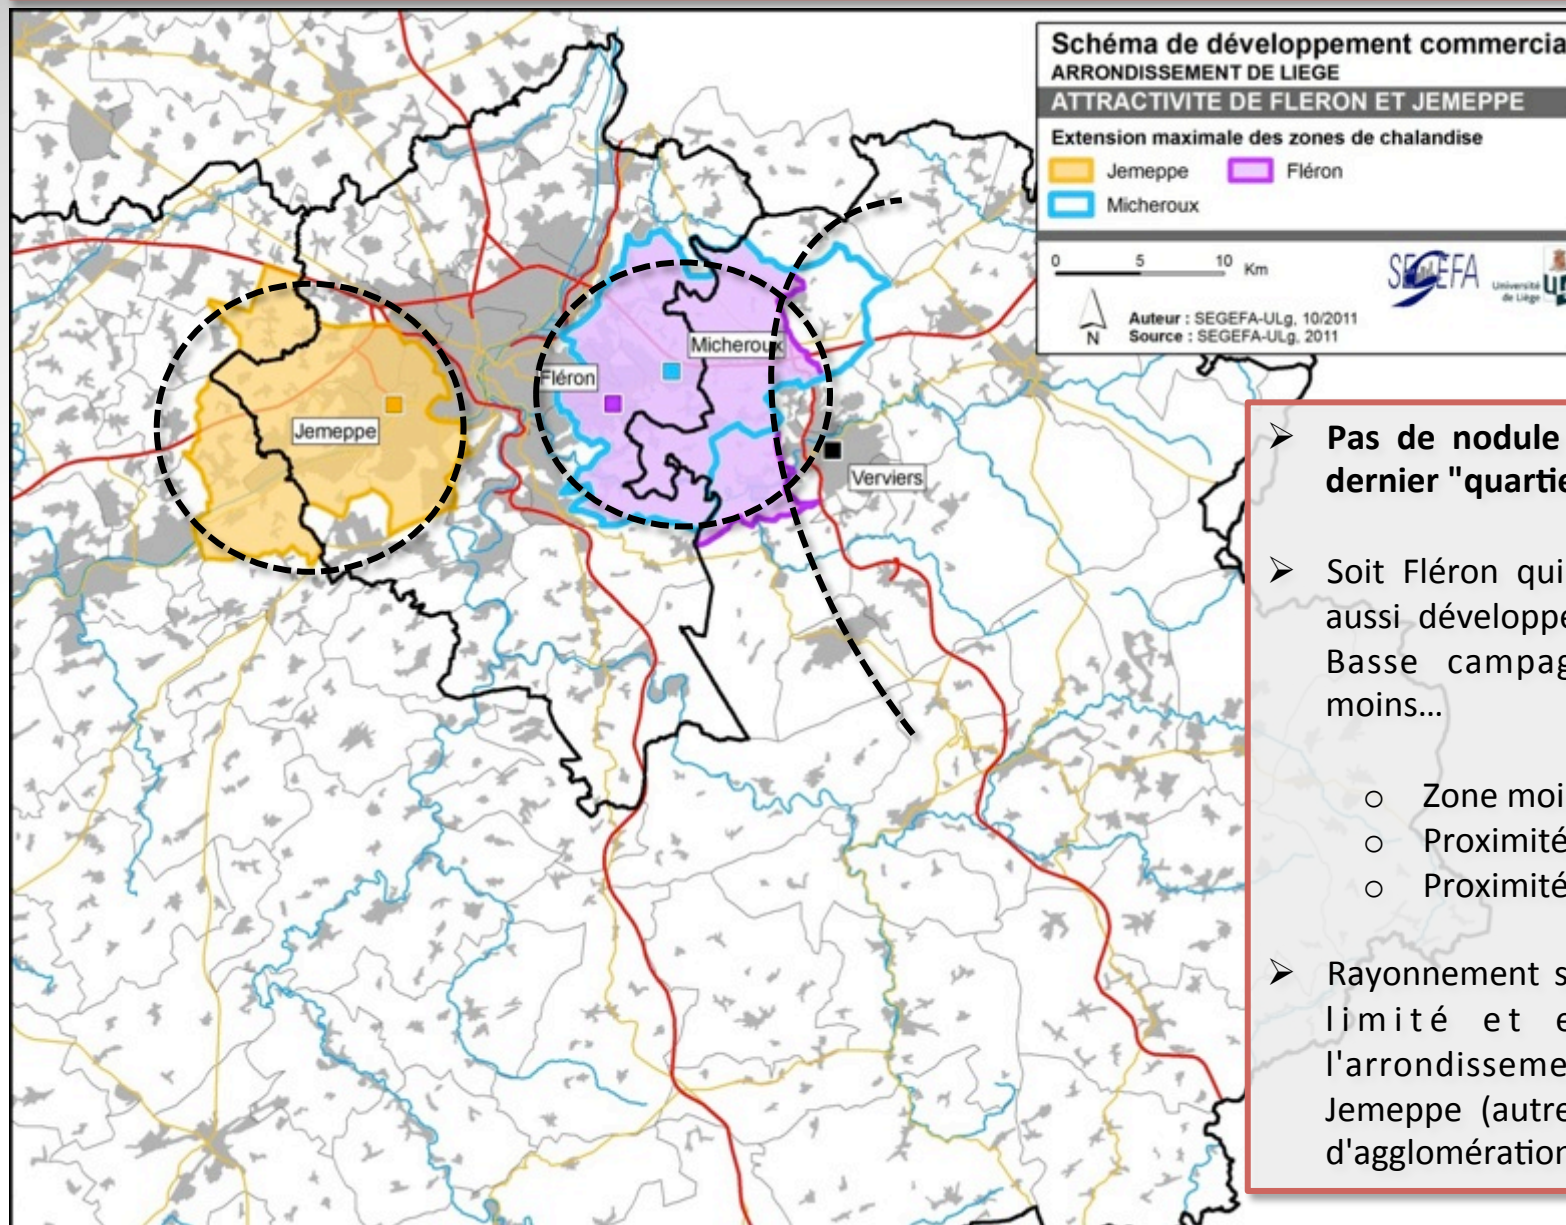 Schéma de développement commercia
ARRONDISSEMENT DE LIEGE
ATTRACTIVITE DE FLERON ET JEMEPPE
Extension maximale des zones de chalandise
Jemeppe
Fléron
Micheroux
0 5 10 Km
N
Auteur : SEGEFA-ULg, 10/2011
Source : SEGEFA-ULg, 2011
SEGEFA
Université
de Liège
Micheroux
Fléron
Jemeppe
Verviers
➢ Pas de nodule
dernier "quartie
➢ Soit Fléron qui
aussi développe
Basse campag
moins...
o Zone moi
o Proximité
o Proximité
➢ Rayonnement s
limité et e
l'arrondisseme
Jemeppe (autre
d'agglomération